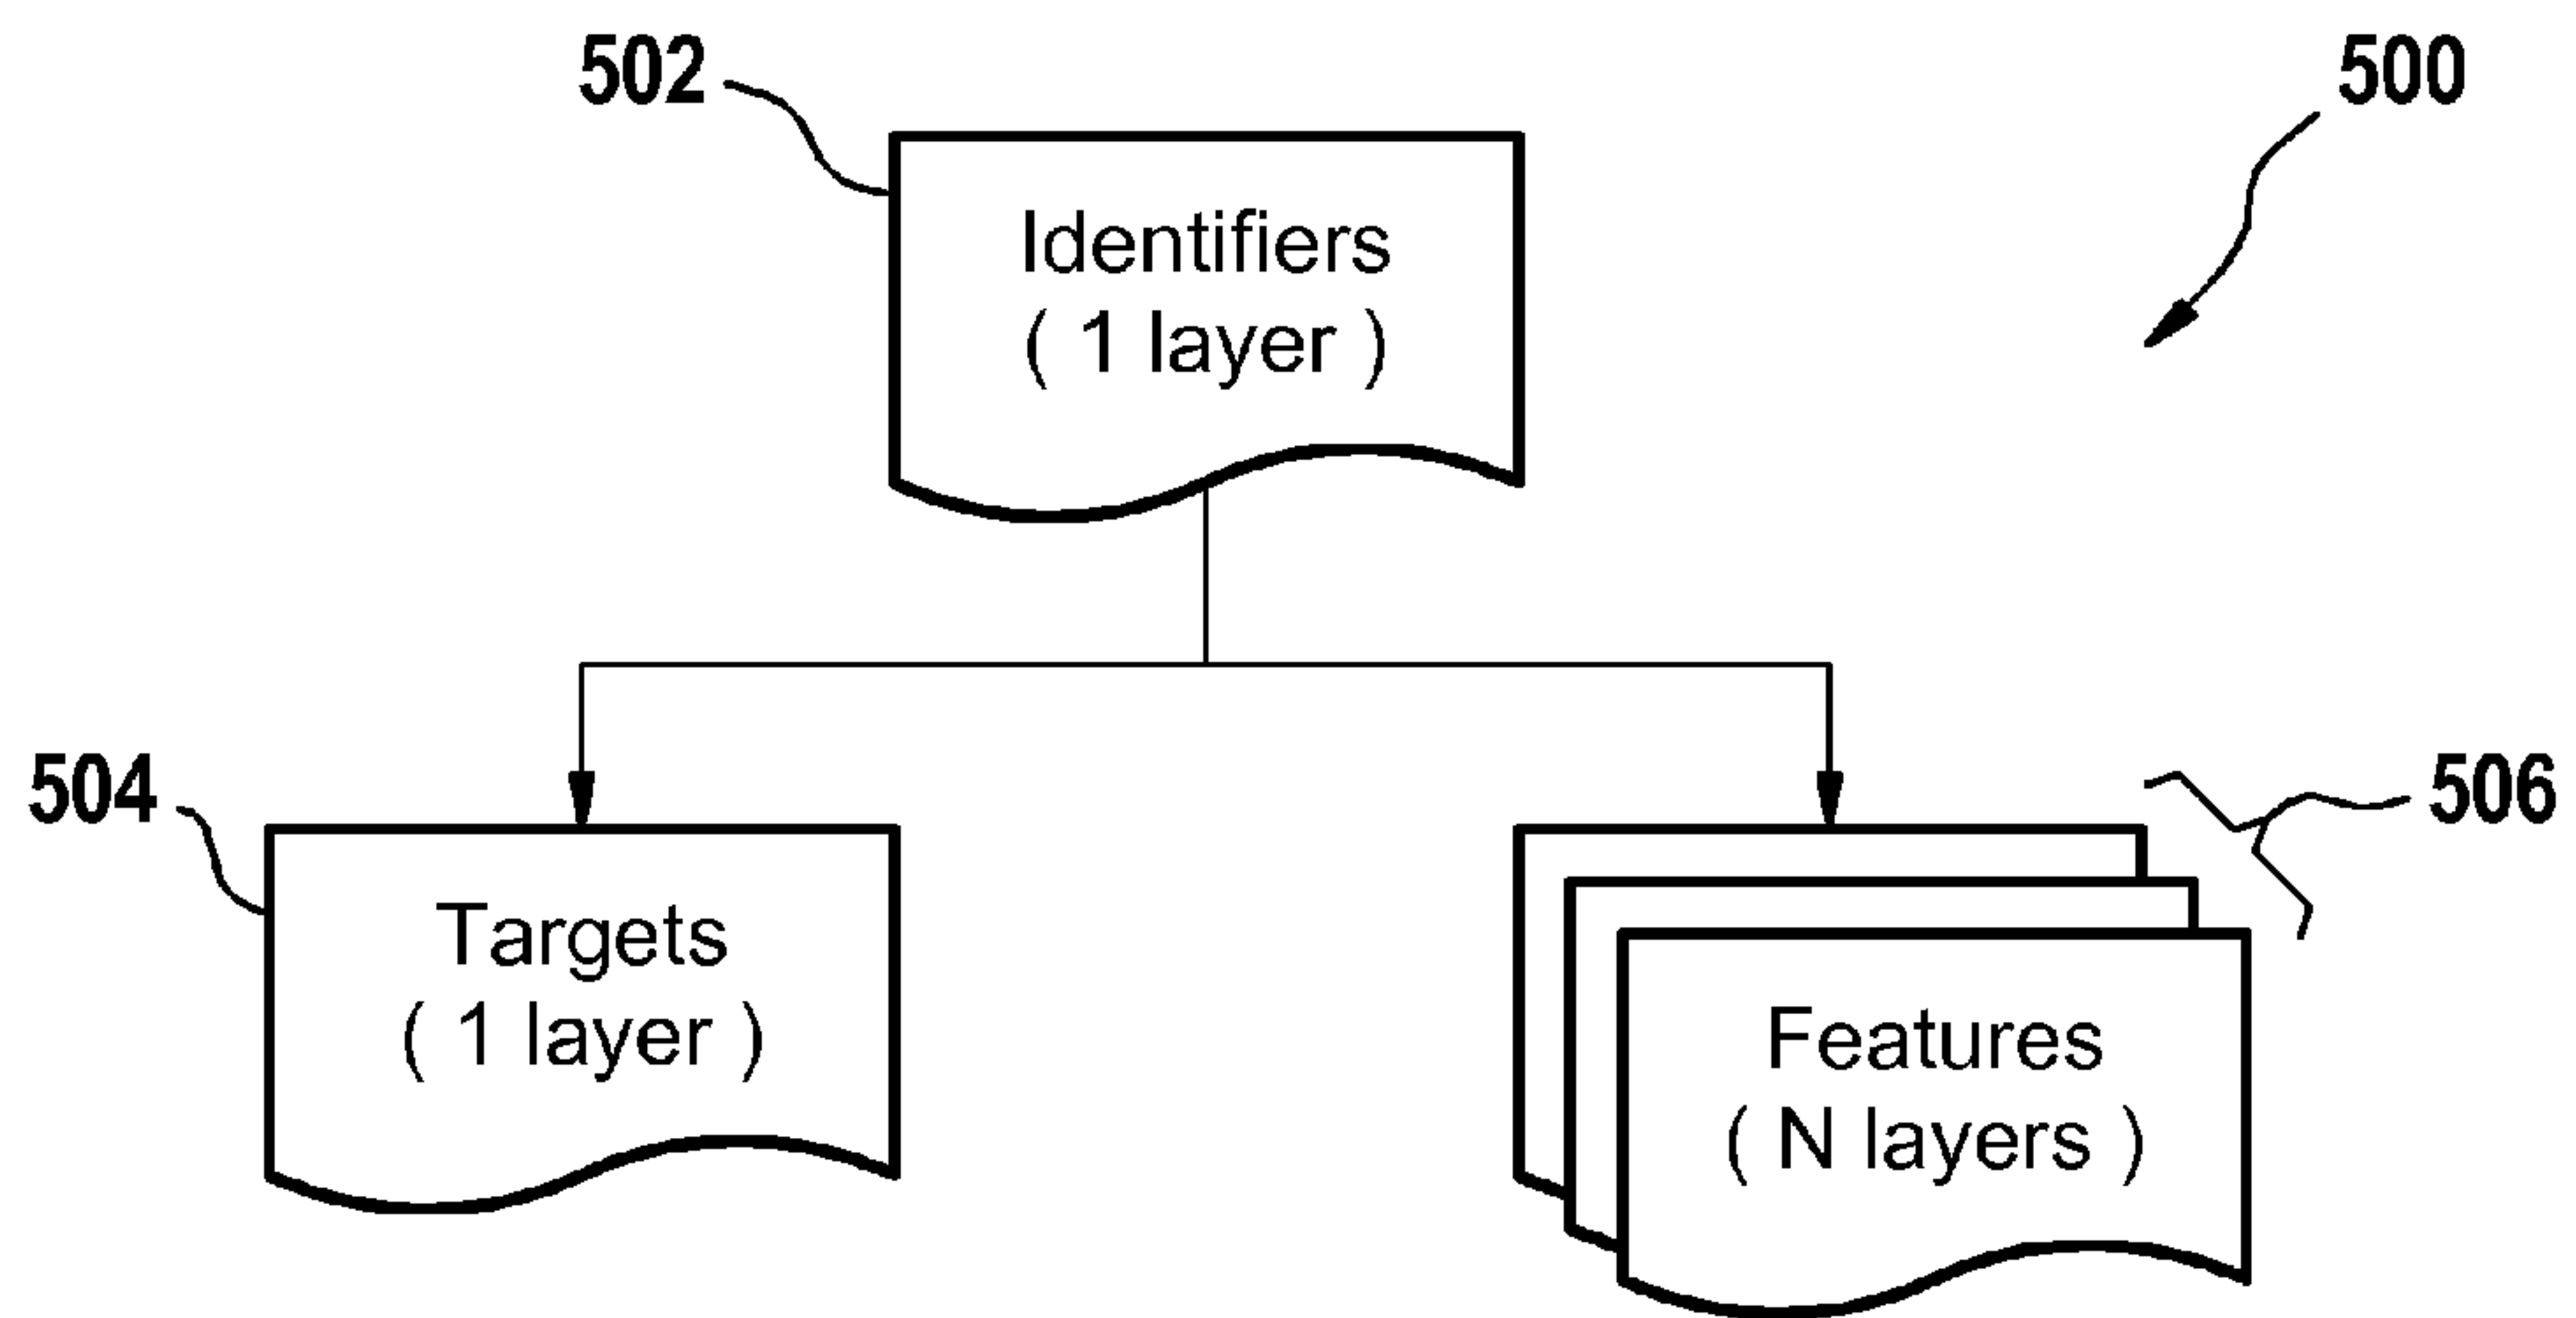 502
500
Identifiers
( 1 layer )
504
506
Targets
( 1 layer )
Features
( N layers )